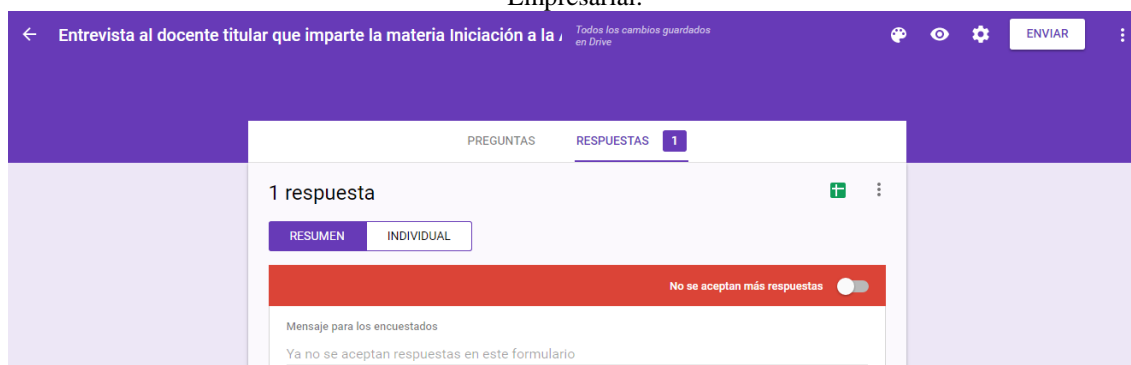 Empresarial.
Entrevista al docente titular que imparte la materia Iniciación a la
Todos los cambios guardados
en Drive
ENVIAR
PREGUNTAS RESPUESTAS 1
1 respuesta
RESUMEN INDIVIDUAL
No se aceptan más respuestas
Mensaje para los encuestados
Ya no se aceptan respuestas en este formulario